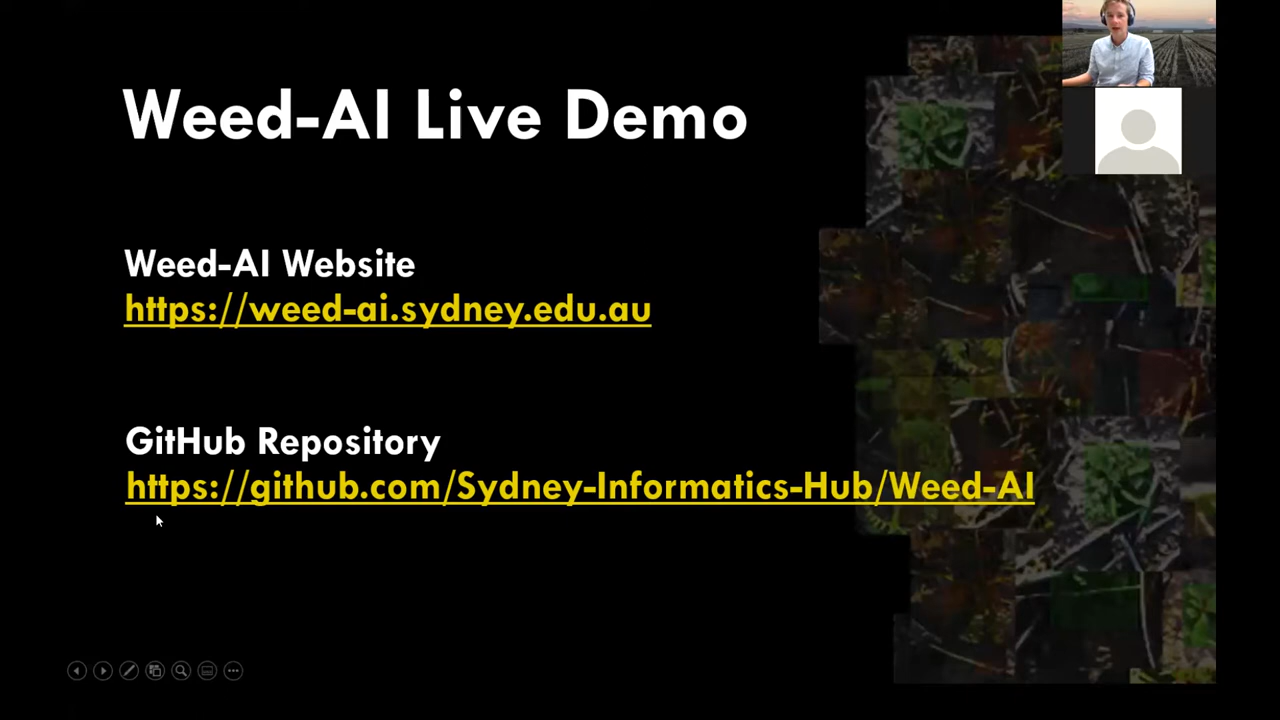 Weed-AI Live Demo
Weed-AI Website
https://weed-ai.sydney.edu.au
GitHub Repository
https://github.com/Sydney-Informatics-Hub/Weed-AI